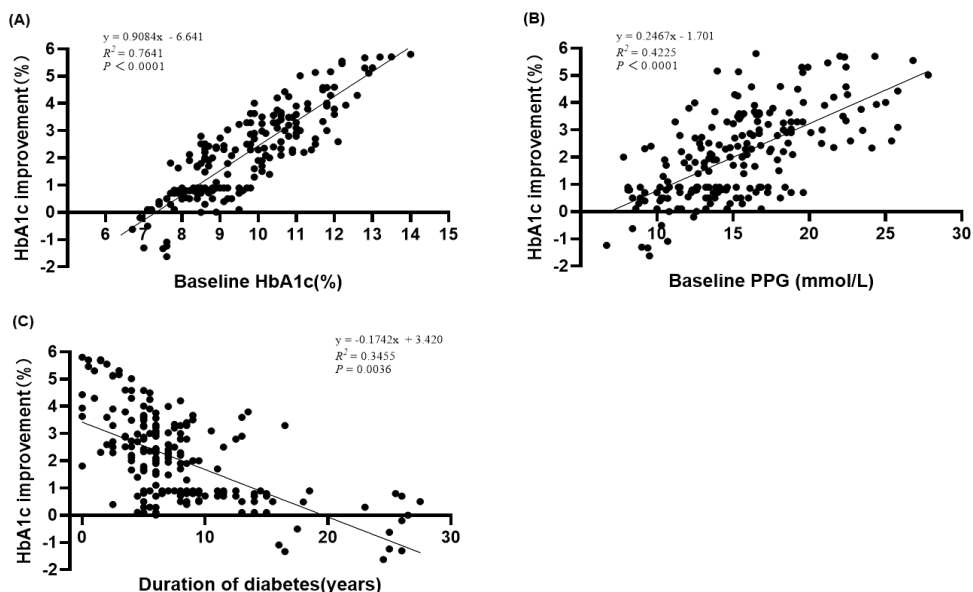 (A)
y = 0.9084x - 6.641
R² = 0.7641
P < 0.0001
HbA1c improvement(%)
6
5
4
3
2
1
0
-1
-2
6 7 8 9 10 11 12 13 14 15
Baseline HbA1c(%)
(B)
y = 0.2467x - 1.701
R² = 0.4225
P < 0.0001
HbA1c improvement(%)
6
5
4
3
2
1
0
-1
-2
10 15 20 25 30
Baseline PPG (mmol/L)
(C)
y = -0.1742x + 3.420
R² = 0.3455
P = 0.0036
HbA1c improvement(%)
6
5
4
3
2
1
0
-1
-2
0 10 20 30
Duration of diabetes(years)